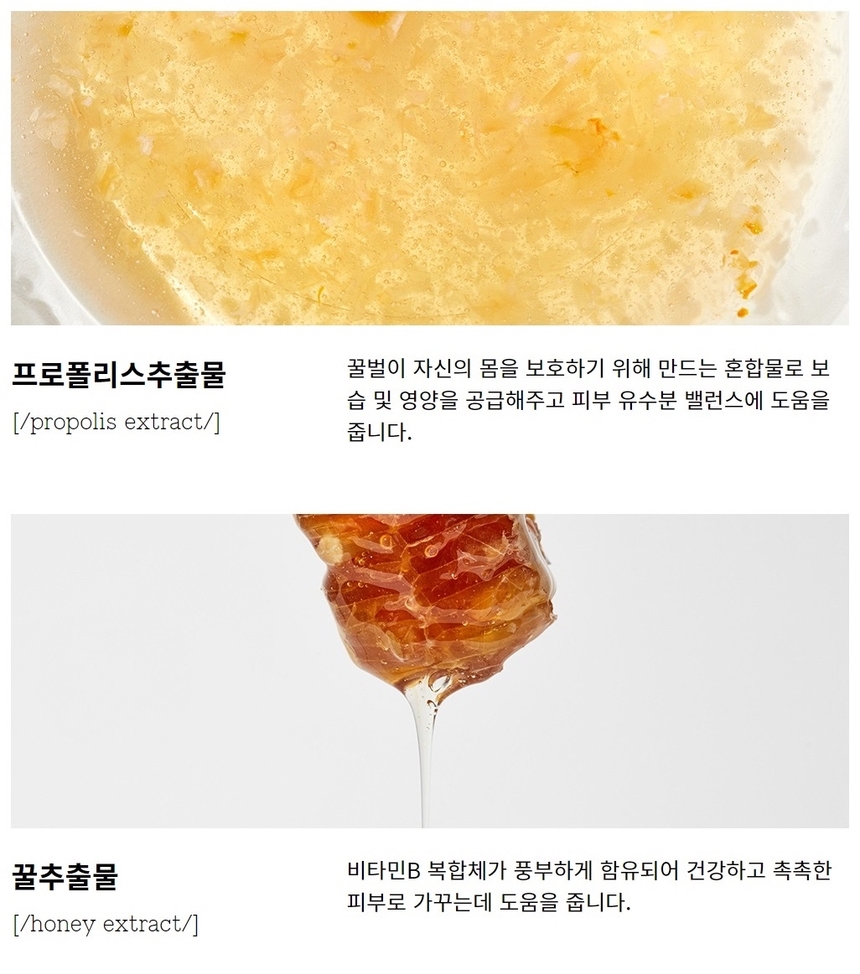 프로폴리스추출물
[/propolis extract/]
꿀벌이 자신의 몸을 보호하기 위해 만드는 혼합물로 보
습 및 영양을 공급해주고 피부 유수분 밸런스에 도움을
줍니다.
꿀추출물
[/honey extract/]
비타민B 복합체가 풍부하게 함유되어 건강하고 촉촉한
피부로 가꾸는데 도움을 줍니다.